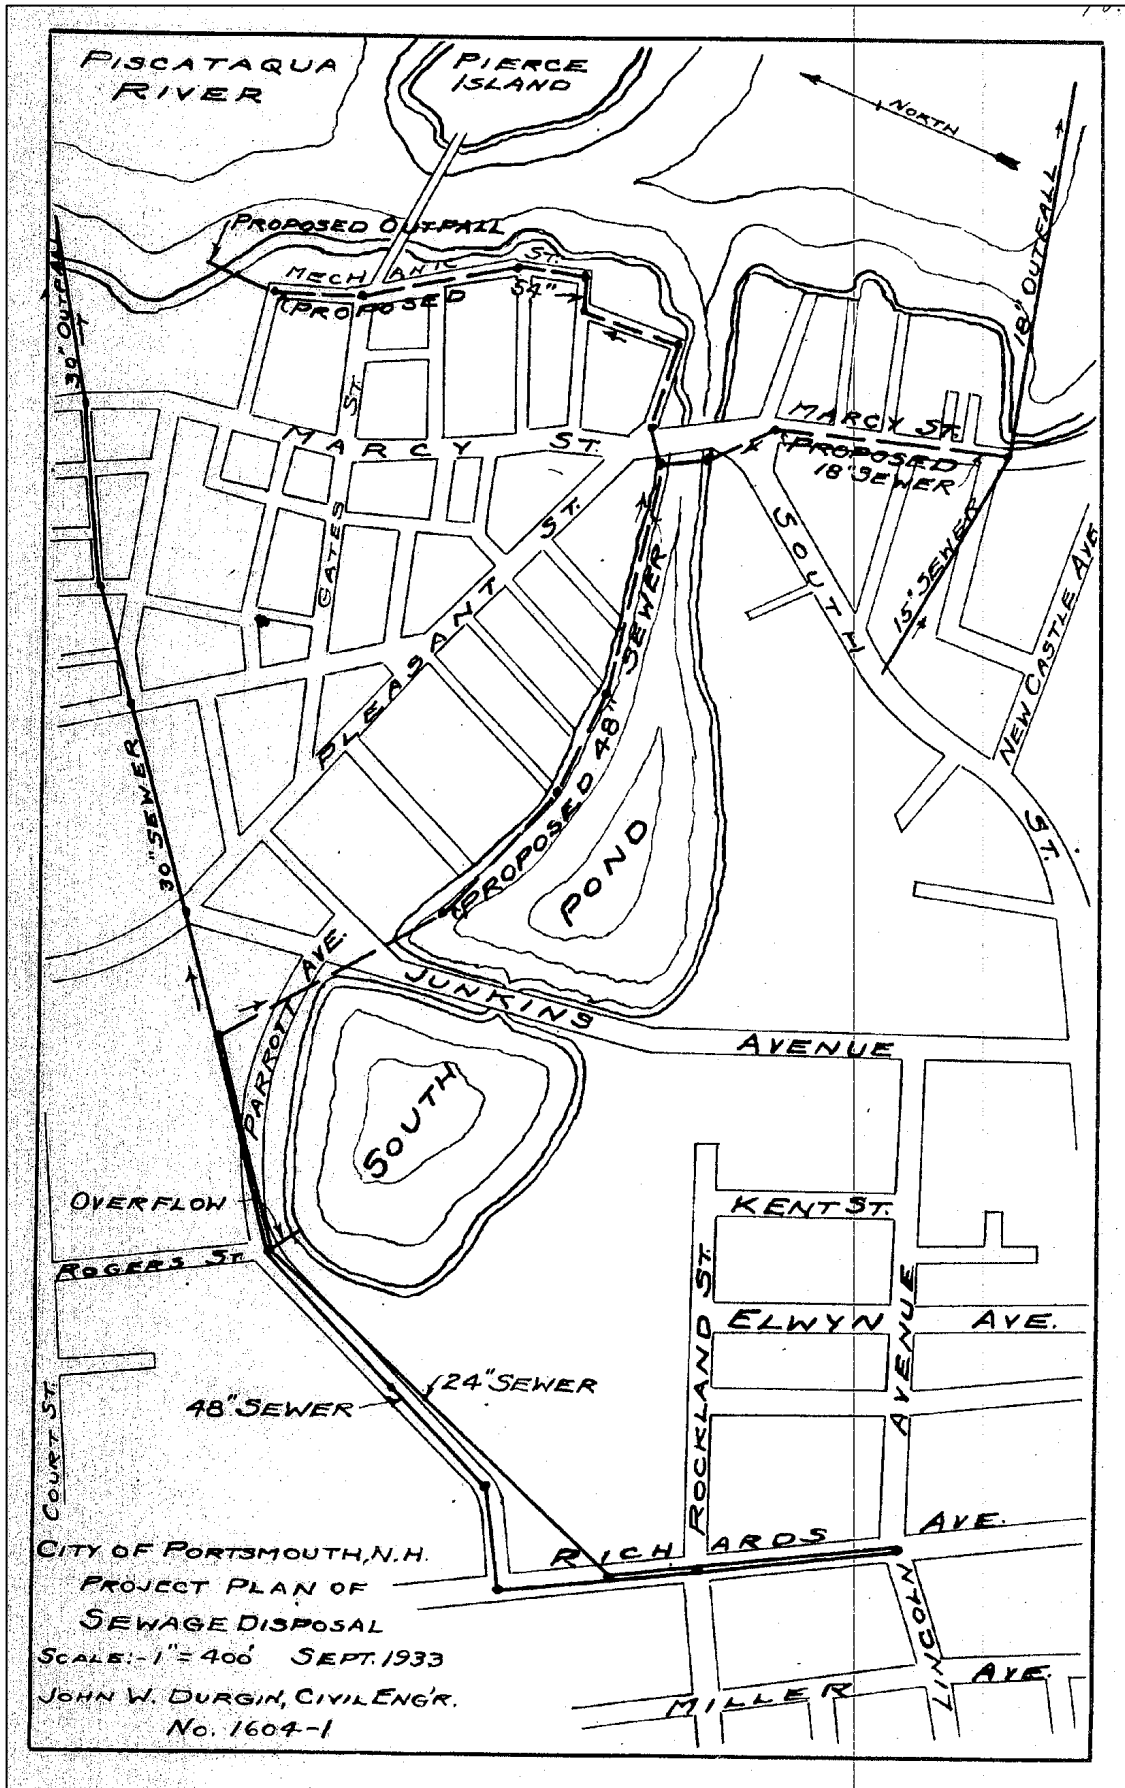 PISCATAQUA
RIVER
PIERCE
ISLAND
NORTH
PROPOSED OUTFALL
30" OUTFALL
18" OUTFALL
MECHANIC ST.
PROPOSED
54"
MARCY ST.
MARCY ST.
PROPOSED
18" SEWER
GATES ST.
PLEASANT ST.
SOUTH ST.
15" SEWER
NEW CASTLE AVE
30" SEWER
PROPOSED 48" SEWER
SOUTH POND
PARROTT AVE.
JUNKINS AVENUE
OVERFLOW
ROGERS ST.
KENT ST.
ROCKLAND ST.
ELWYN AVE.
COURT ST.
48" SEWER
24" SEWER
RICHARDS AVE.
LINCOLN AVENUE
MILLER AVE.
CITY OF PORTSMOUTH, N.H.
PROJECT PLAN OF
SEWAGE DISPOSAL
SCALE:- 1" = 400' SEPT. 1933
JOHN W. DURGIN, CIVIL ENG'R.
No. 1604-1